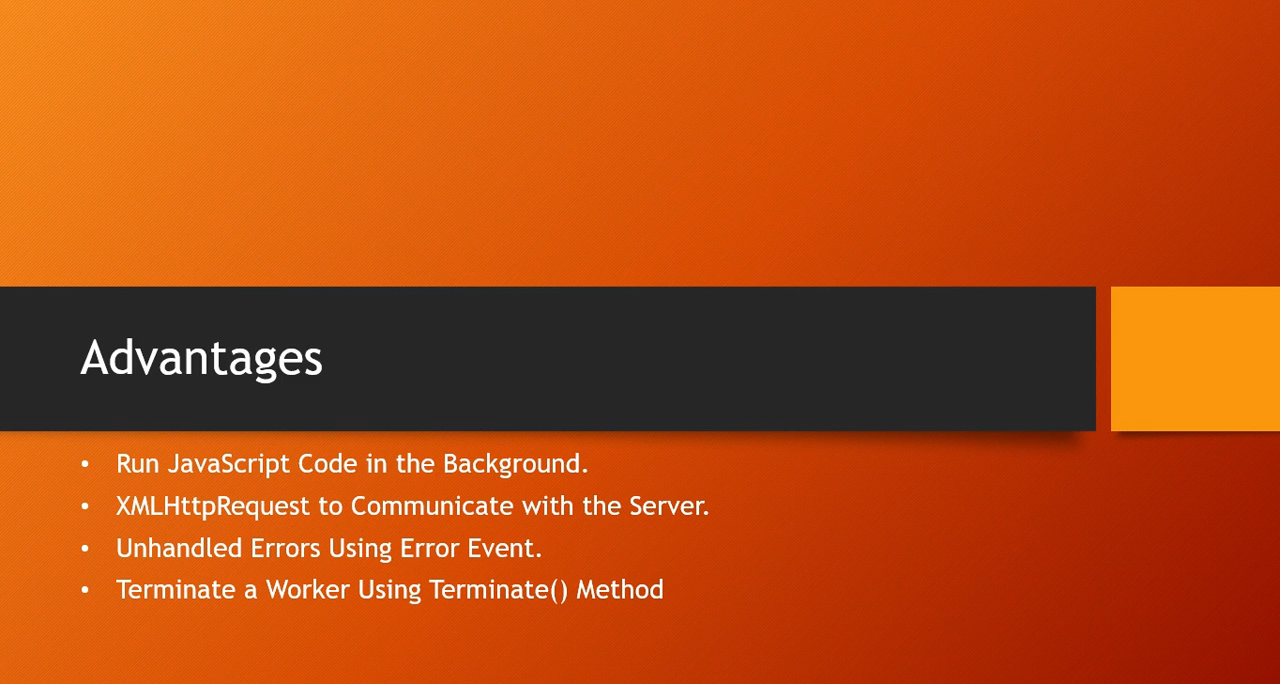 Advantages
• Run JavaScript Code in the Background.
• XMLHttpRequest to Communicate with the Server.
• Unhandled Errors Using Error Event.
• Terminate a Worker Using Terminate() Method